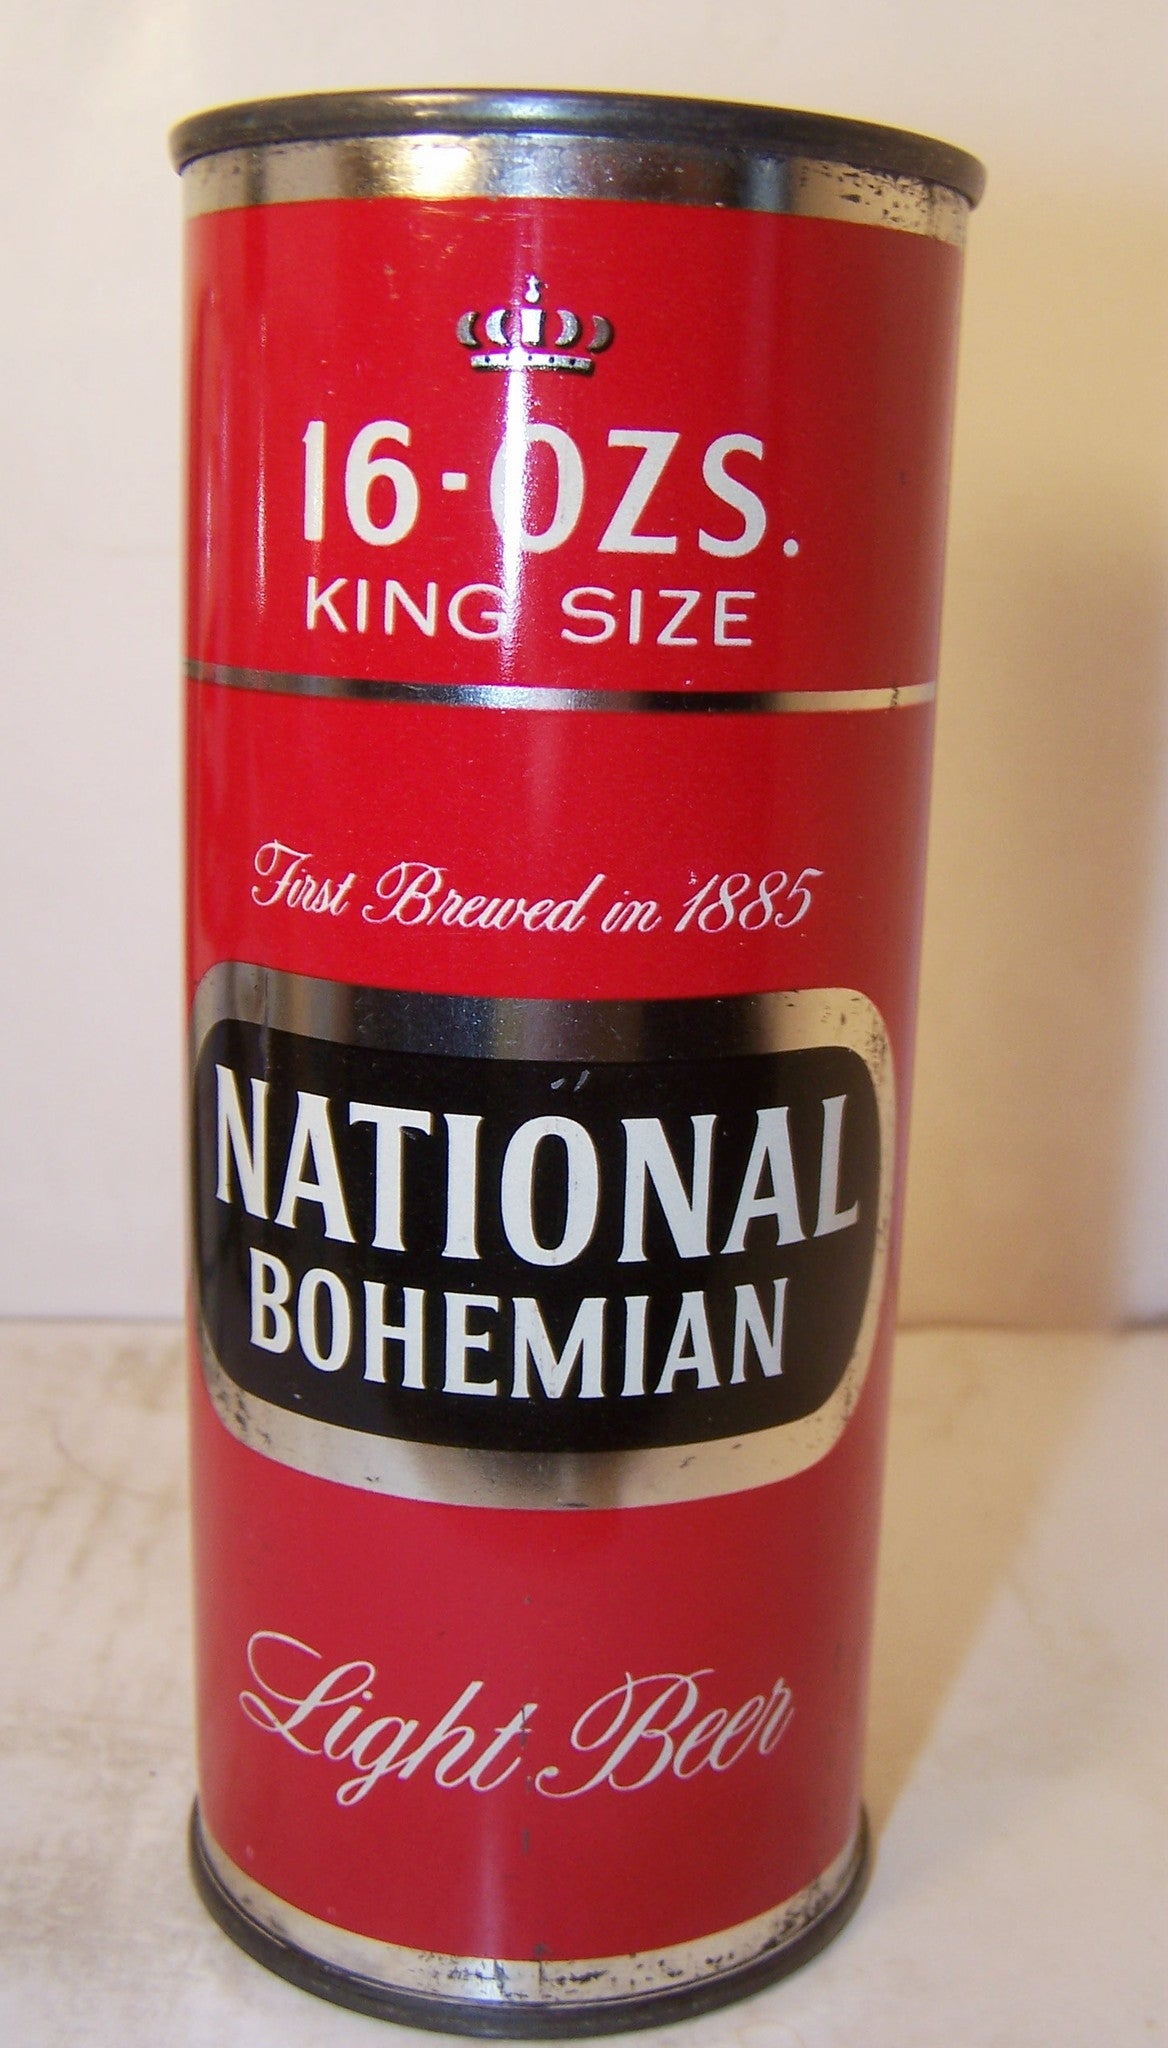 16-OZS.
KING SIZE
First Brewed in 1885
NATIONAL
BOHEMIAN
Light Beer